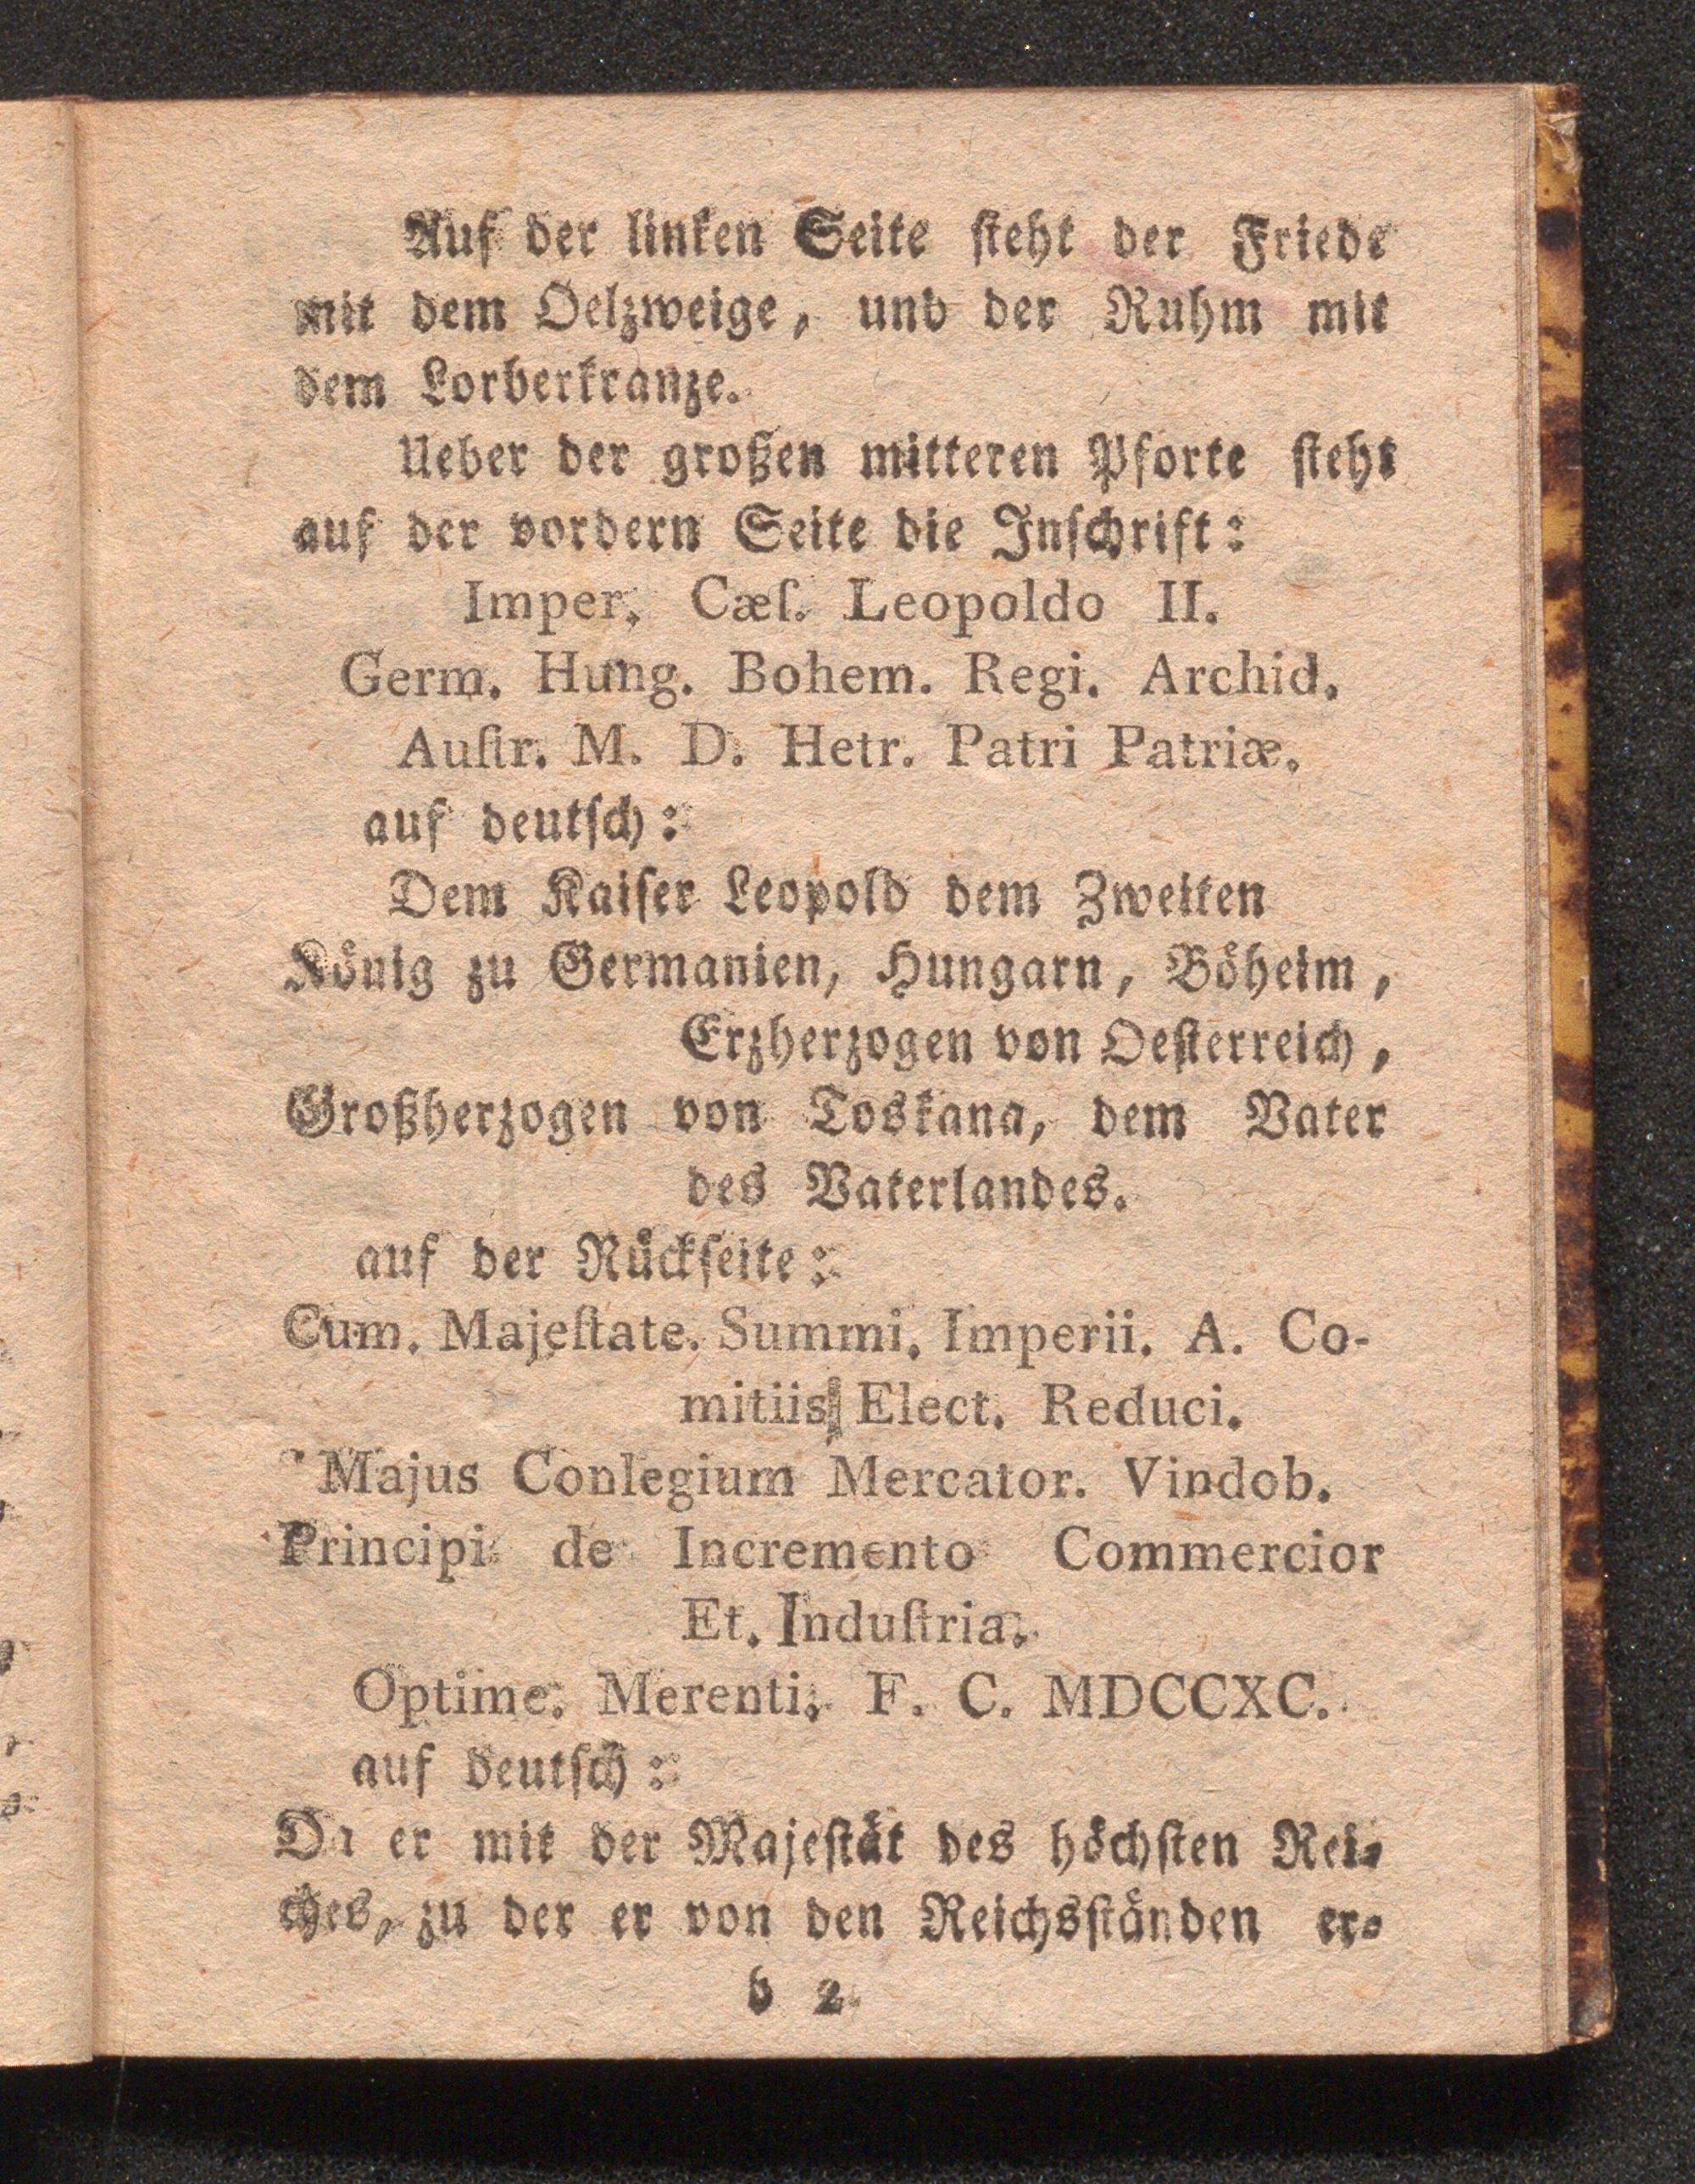 Auf der linken Seite ſteht der Friede
mit dem Oelzweige, und der Ruhm mit
dem Lorberkranze.
Ueber der großen mitteren Pforte ſteht
auf der vordern Seite die Inſchrift:
Imper. Cæſ. Leopoldo II.
Germ. Hung. Bohem. Regi. Archid.
Auſtr. M. D. Hetr. Patri Patriæ.
auf deutſch:
Dem Kaiſer Leopold dem Zweiten
König zu Germanien, Hungarn, Böheim,
Erzherzogen von Oeſterreich,
Großherzogen von Toskana, dem Vater
des Vaterlandes.
auf der Rückſeite:
Cum. Majeſtate. Summi. Imperii. A. Co-
mitiis Elect. Reduci.
Majus Conlegium Mercator. Vindob.
Principi de Incremento Commercior
Et. Induſtria.
Optime. Merenti. F. C. MDCCXC.
auf deutſch:
Da er mit der Majeſtät des höchſten Rei-
ches, zu der er von den Reichsſtänden er-
b 2